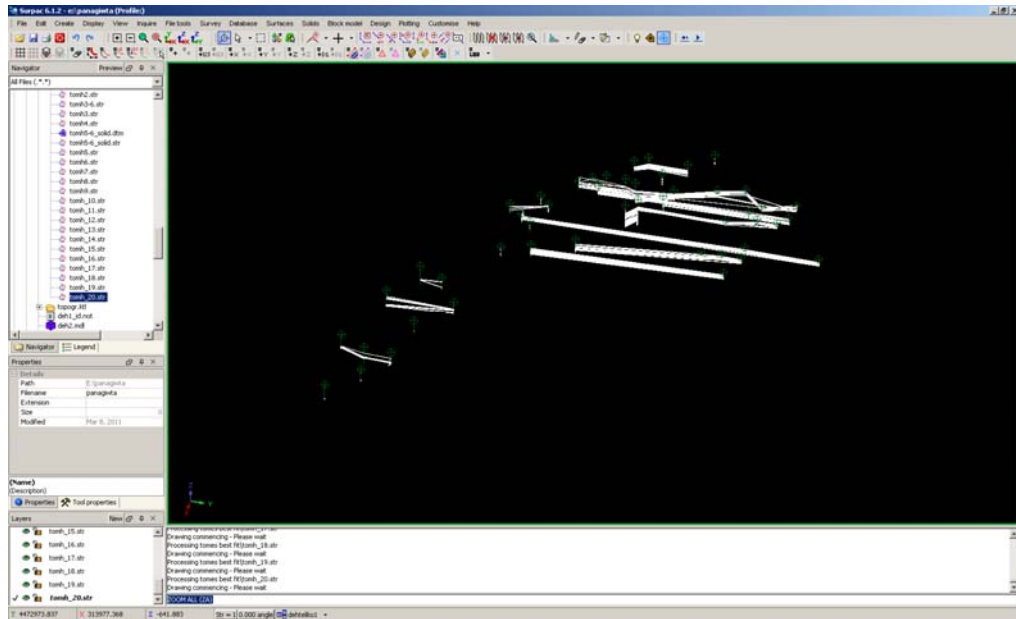 Surpac 6.1.2 - e:\panagiwta (Profile:)
File Edit Create Display View Inquire File tools Survey Database Surfaces Solids Block model Design Plotting Customise Help
Navigator Preview
All Files (*.*)
tomh2.str
tomh3-6.str
tomh3.str
tomh4.str
tomh5-6_solid.dtm
tomh5-6_solid.str
tomh5.str
tomh6.str
tomh7.str
tomh8.str
tomh9.str
tomh_10.str
tomh_11.str
tomh_12.str
tomh_13.str
tomh_14.str
tomh_15.str
tomh_16.str
tomh_17.str
tomh_18.str
tomh_19.str
tomh_20.str
deh1_id.not
deh2.mdl
Navigator Legend
Properties
Details
Path E:\panagiwta
Filename panagiwta
Extension
Size
Modified Mar 8, 2011
(Name)
(Description)
Properties Tool properties
Layers New
tomh_15.str
tomh_16.str
tomh_17.str
tomh_18.str
tomh_19.str
tomh_20.str
Drawing commencing - Please wait
Processing tomes best fit\tomh_18.str
Drawing commencing - Please wait
Processing tomes best fit\tomh_19.str
Drawing commencing - Please wait
Processing tomes best fit\tomh_20.str
Drawing commencing - Please wait
ZOOM ALL (ZA)
Y 4472973.837 X 313977.368 Z -641.883 Str = 1 0.000 angle